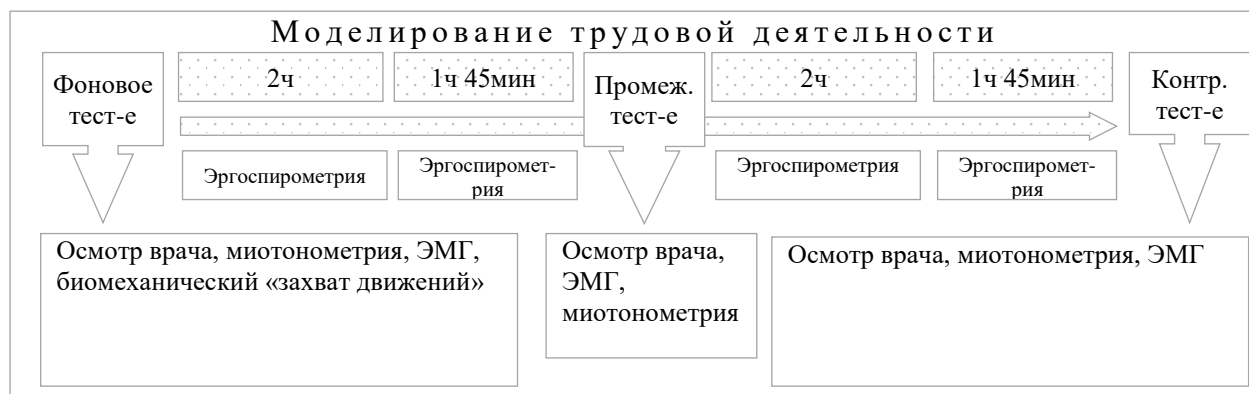 Моделирование трудовой деятельности
Фоновое
тест-е
2ч
1ч 45мин
Промеж.
тест-е
2ч
1ч 45мин
Контр.
тест-е
Эргоспирометрия
Эргоспиромет-
рия
Эргоспирометрия
Эргоспиромет-
рия
Осмотр врача, миотонометрия, ЭМГ,
биомеханический «захват движений»
Осмотр врача,
ЭМГ,
миотонометрия
Осмотр врача, миотонометрия, ЭМГ